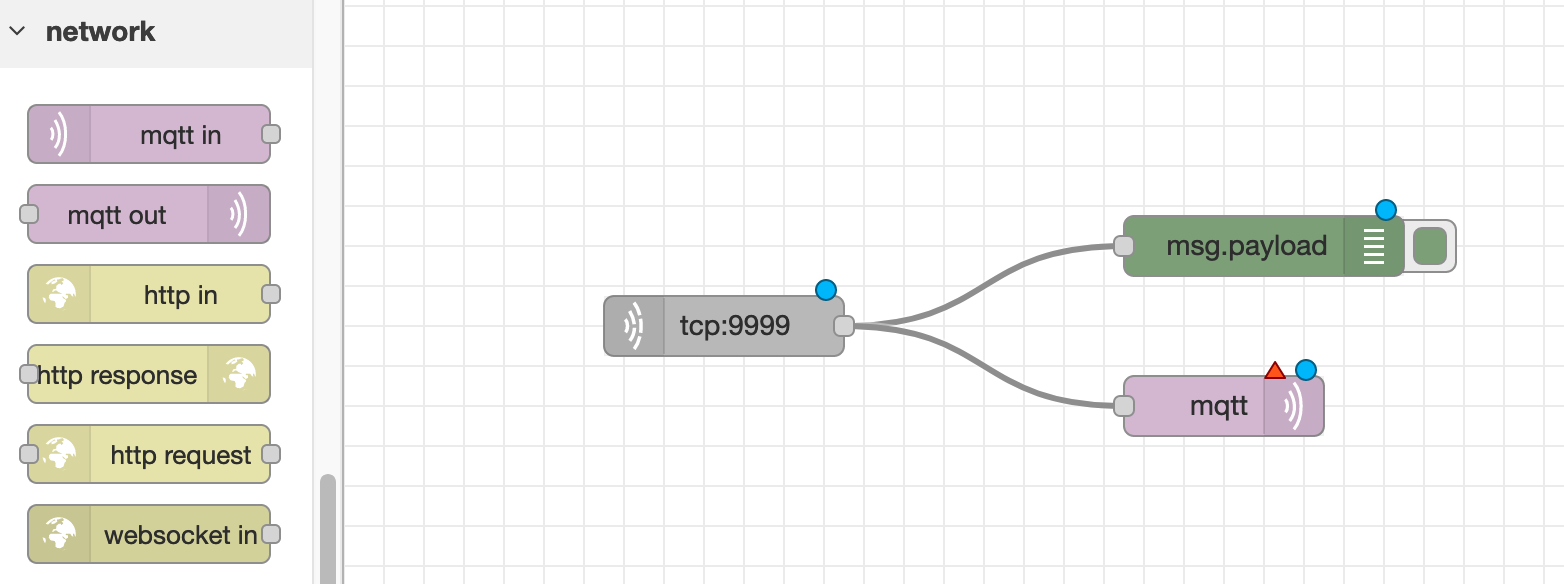 network
mqtt in
mqtt out
http in
http response
http request
websocket in
tcp:9999
msg.payload
mqtt